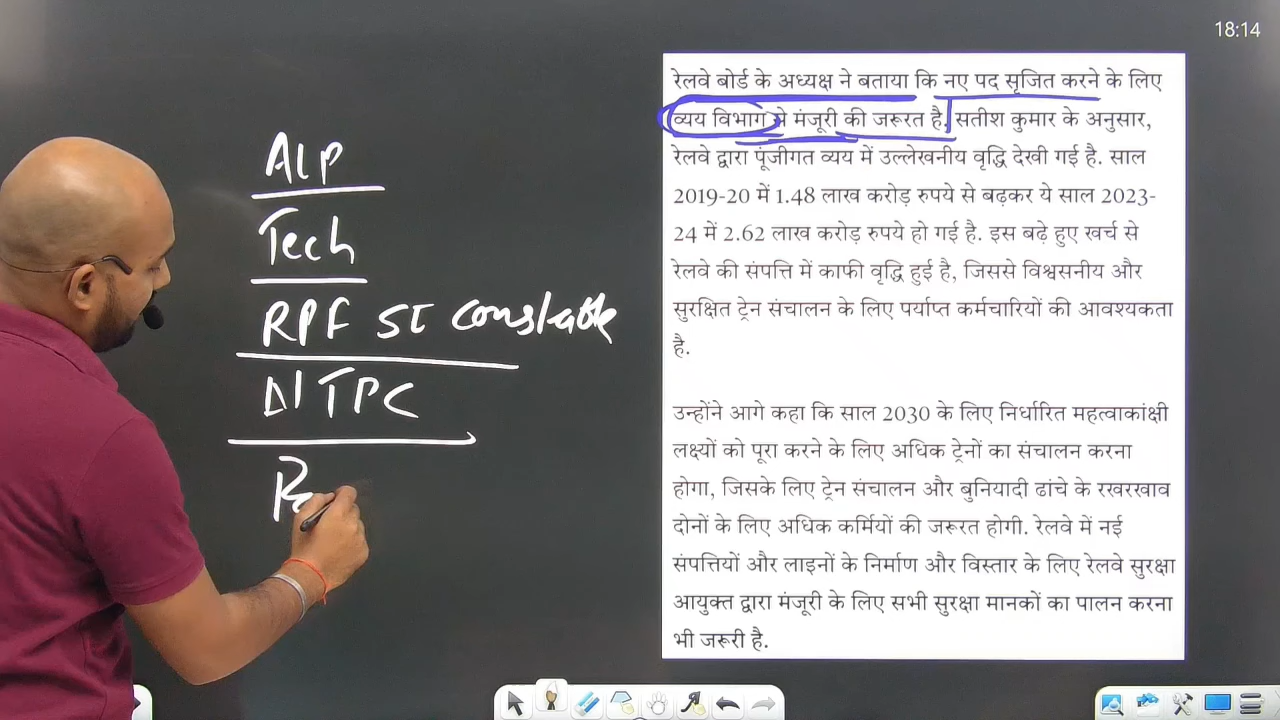 18:14
ALP
Tech
RPF SI Constable
NTPC
रेलवे बोर्ड के अध्यक्ष ने बताया कि नए पद सृजित करने के लिए
व्यय विभाग से मंजूरी की जरूरत है. सतीश कुमार के अनुसार,
रेलवे द्वारा पूंजीगत व्यय में उल्लेखनीय वृद्धि देखी गई है. साल
2019-20 में 1.48 लाख करोड़ रुपये से बढ़कर ये साल 2023-
24 में 2.62 लाख करोड़ रुपये हो गई है. इस बढ़े हुए खर्च से
रेलवे की संपत्ति में काफी वृद्धि हुई है, जिससे विश्वसनीय और
सुरक्षित ट्रेन संचालन के लिए पर्याप्त कर्मचारियों की आवश्यकता
है.
उन्होंने आगे कहा कि साल 2030 के लिए निर्धारित महत्वाकांक्षी
लक्ष्यों को पूरा करने के लिए अधिक ट्रेनों का संचालन करना
होगा, जिसके लिए ट्रेन संचालन और बुनियादी ढांचे के रखरखाव
दोनों के लिए अधिक कर्मियों की जरूरत होगी. रेलवे में नई
संपत्तियों और लाइनों के निर्माण और विस्तार के लिए रेलवे सुरक्षा
आयुक्त द्वारा मंजूरी के लिए सभी सुरक्षा मानकों का पालन करना
भी जरूरी है.